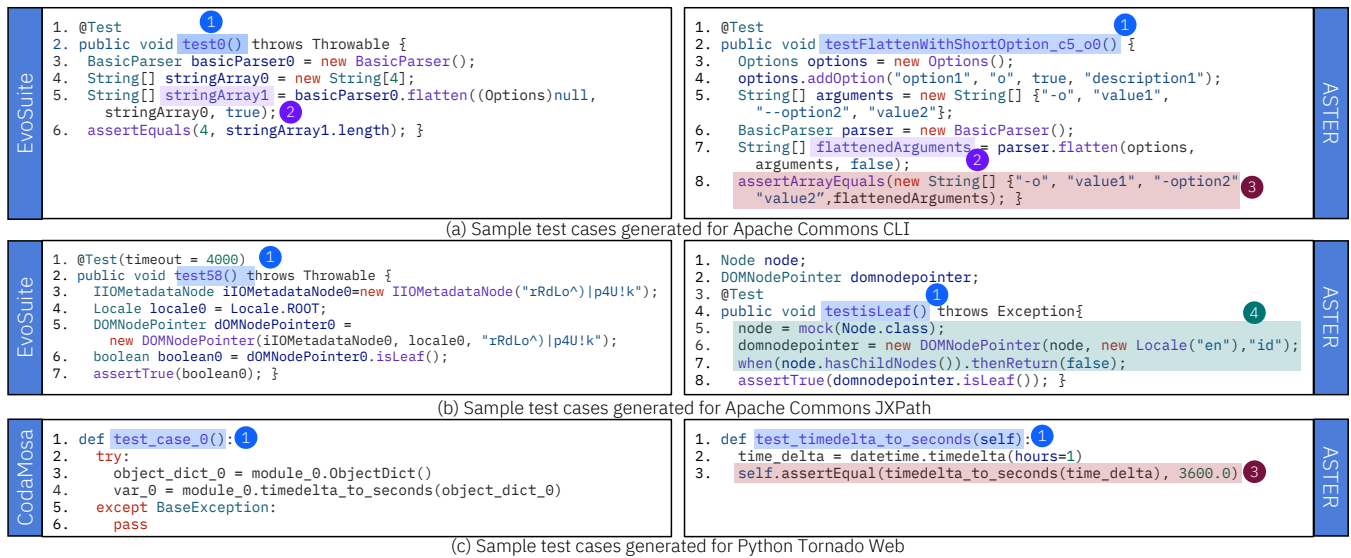 EvoSuite
1
1. @Test
2. public void test0() throws Throwable {
3. BasicParser basicParser0 = new BasicParser();
4. String[] stringArray0 = new String[4];
5. String[] stringArray1 = basicParser0.flatten((Options)null,
stringArray0, true); 2
6. assertEquals(4, stringArray1.length); }
ASTER
1
1. @Test
2. public void testFlattenWithShortOption_c5_o0() {
3. Options options = new Options();
4. options.addOption("option1", "o", true, "description1");
5. String[] arguments = new String[] {"-o", "value1",
"--option2", "value2"};
6. BasicParser parser = new BasicParser();
7. String[] flattenedArguments = parser.flatten(options,
arguments, false); 2
8. assertArrayEquals(new String[] {"-o", "value1", "-option2" 3
"value2”,flattenedArguments); }
(a) Sample test cases generated for Apache Commons CLI
EvoSuite
1. @Test(timeout = 4000) 1
2. public void test58() throws Throwable {
3. IIOMetadataNode iIOMetadataNode0=new IIOMetadataNode("rRdLo^)|p4U!k");
4. Locale locale0 = Locale.ROOT;
5. DOMNodePointer dOMNodePointer0 =
new DOMNodePointer(iIOMetadataNode0, locale0, "rRdLo^)|p4U!k");
6. boolean boolean0 = dOMNodePointer0.isLeaf();
7. assertTrue(boolean0); }
ASTER
1. Node node;
2. DOMNodePointer domnodepointer;
3. @Test 1
4. public void testisLeaf() throws Exception{ 4
5. node = mock(Node.class);
6. domnodepointer = new DOMNodePointer(node, new Locale("en"),"id");
7. when(node.hasChildNodes()).thenReturn(false);
8. assertTrue(domnodepointer.isLeaf()); }
(b) Sample test cases generated for Apache Commons JXPath
CodaMosa
1. def test_case_0(): 1
2. try:
3. object_dict_0 = module_0.ObjectDict()
4. var_0 = module_0.timedelta_to_seconds(object_dict_0)
5. except BaseException:
6. pass
ASTER
1. def test_timedelta_to_seconds(self): 1
2. time_delta = datetime.timedelta(hours=1)
3. self.assertEqual(timedelta_to_seconds(time_delta), 3600.0) 3
(c) Sample test cases generated for Python Tornado Web